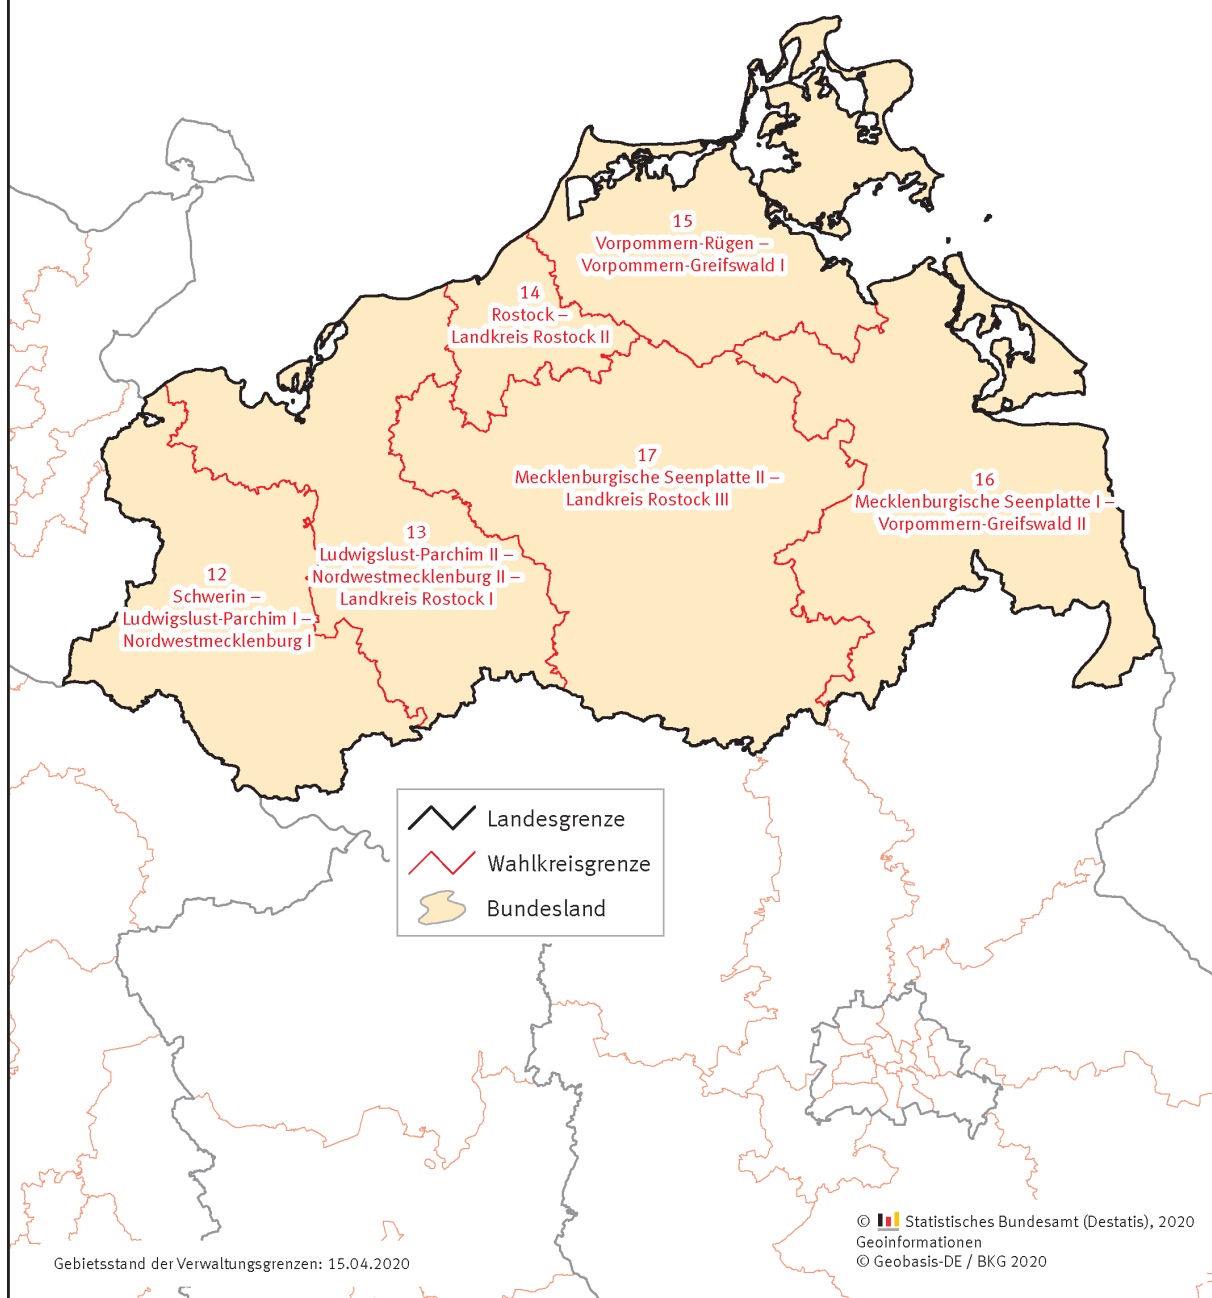 15
Vorpommern-Rügen –
Vorpommern-Greifswald I
14
Rostock –
Landkreis Rostock II
17
Mecklenburgische Seenplatte II –
Landkreis Rostock III
16
Mecklenburgische Seenplatte I –
Vorpommern-Greifswald II
13
Ludwigslust-Parchim II –
Nordwestmecklenburg II –
Landkreis Rostock I
12
Schwerin –
Ludwigslust-Parchim I –
Nordwestmecklenburg I
Landesgrenze
Wahlkreisgrenze
Bundesland
© Statistisches Bundesamt (Destatis), 2020
Geoinformationen
© Geobasis-DE / BKG 2020
Gebietsstand der Verwaltungsgrenzen: 15.04.2020